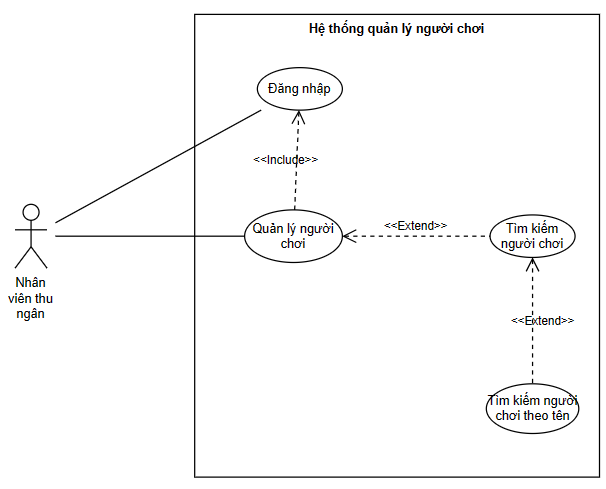 Hệ thống quản lý người chơi
Đăng nhập
<<Include>>
Quản lý người
chơi
<<Extend>>
Tìm kiếm
người chơi
Nhân
viên thu
ngân
<<Extend>>
Tìm kiếm người
chơi theo tên